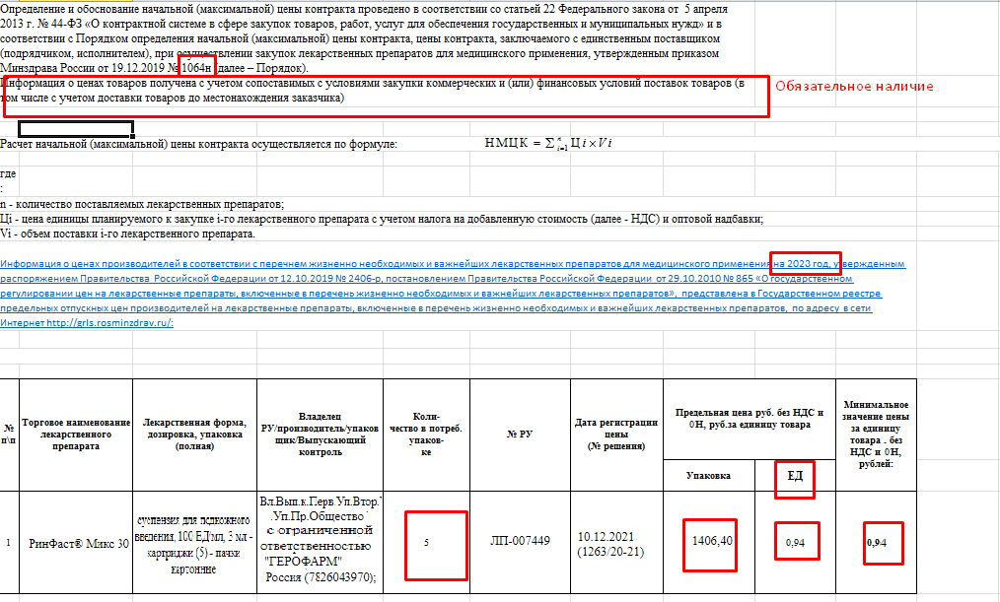 Определение и обоснование начальной (максимальной) цены контракта проведено в соответствии со статьей 22 Федерального закона от  5 апреля
2013 г. № 44-ФЗ «О контрактной системе в сфере закупок товаров, работ, услуг для обеспечения государственных и муниципальных нужд» и в
соответствии с Порядком определения начальной (максимальной) цены контракта, цены контракта, заключаемого с единственным поставщиком
(подрядчиком, исполнителем), при осуществлении закупок лекарственных препаратов для медицинского применения, утвержденным приказом
Минздрава России от 19.12.2019 № 1064н (далее – Порядок).
Информация о ценах товаров получена с учетом сопоставимых с условиями закупки коммерческих и (или) финансовых условий поставок товаров (в
том числе с учетом доставки товаров до местонахождения заказчика)
Обязательное наличие
Расчет начальной (максимальной) цены контракта осуществляется по формуле:
НМЦК = ∑ⁿᵢ₌₁ Цi × Vi
где
:
n - количество поставляемых лекарственных препаратов;
Цi - цена единицы планируемого к закупке i-го лекарственного препарата с учетом налога на добавленную стоимость (далее - НДС) и оптовой надбавки;
Vi - объем поставки i-го лекарственного препарата.
Информация о ценах производителей в соответствии с перечнем жизненно необходимых и важнейших лекарственных препаратов для медицинского применения на 2023 год, утвержденным
распоряжением Правительства  Российской Федерации от 12.10.2019 № 2406-р, постановлением Правительства Российской Федерации  от 29.10.2010 № 865 «О государственном
регулировании цен на лекарственные препараты, включенные в перечень жизненно необходимых и важнейших лекарственных препаратов»,  представлена в Государственном реестре
предельных отпускных цен производителей на лекарственные препараты, включенные в перечень жизненно необходимых и важнейших лекарственных препаратов,  по адресу в сети
Интернет http://grls.rosminzdrav.ru/:
№
п\п
Торговое наименование
лекарственного
препарата
Лекарственная форма,
дозировка, упаковка
(полная)
Владелец
РУ/производитель/упаков
щик/Выпускающий
контроль
Коли-
чество в потреб.
упаков-
ке
№ РУ
Дата регистрации
цены
(№ решения)
Предельная цена руб. без НДС и
ОН, руб.за единицу товара
Упаковка
ЕД
Минимальное
значение цены
за единицу
товара . без
НДС и ОН,
рублей:
1
РинФаст® Микс 30
суспензия для подкожного
введения, 100 ЕД/мл, 3 мл -
картриджи (5) - пачки
картонние
Вл.Вып.к.Перв.Уп.Втор.
.Уп.Пр.Общество
с ограниченной
ответственностью
"ГЕРОФАРМ"
Россия (7826043970);
5
ЛП-007449
10.12.2021
(1263/20-21)
1406,40
0,94
0,94